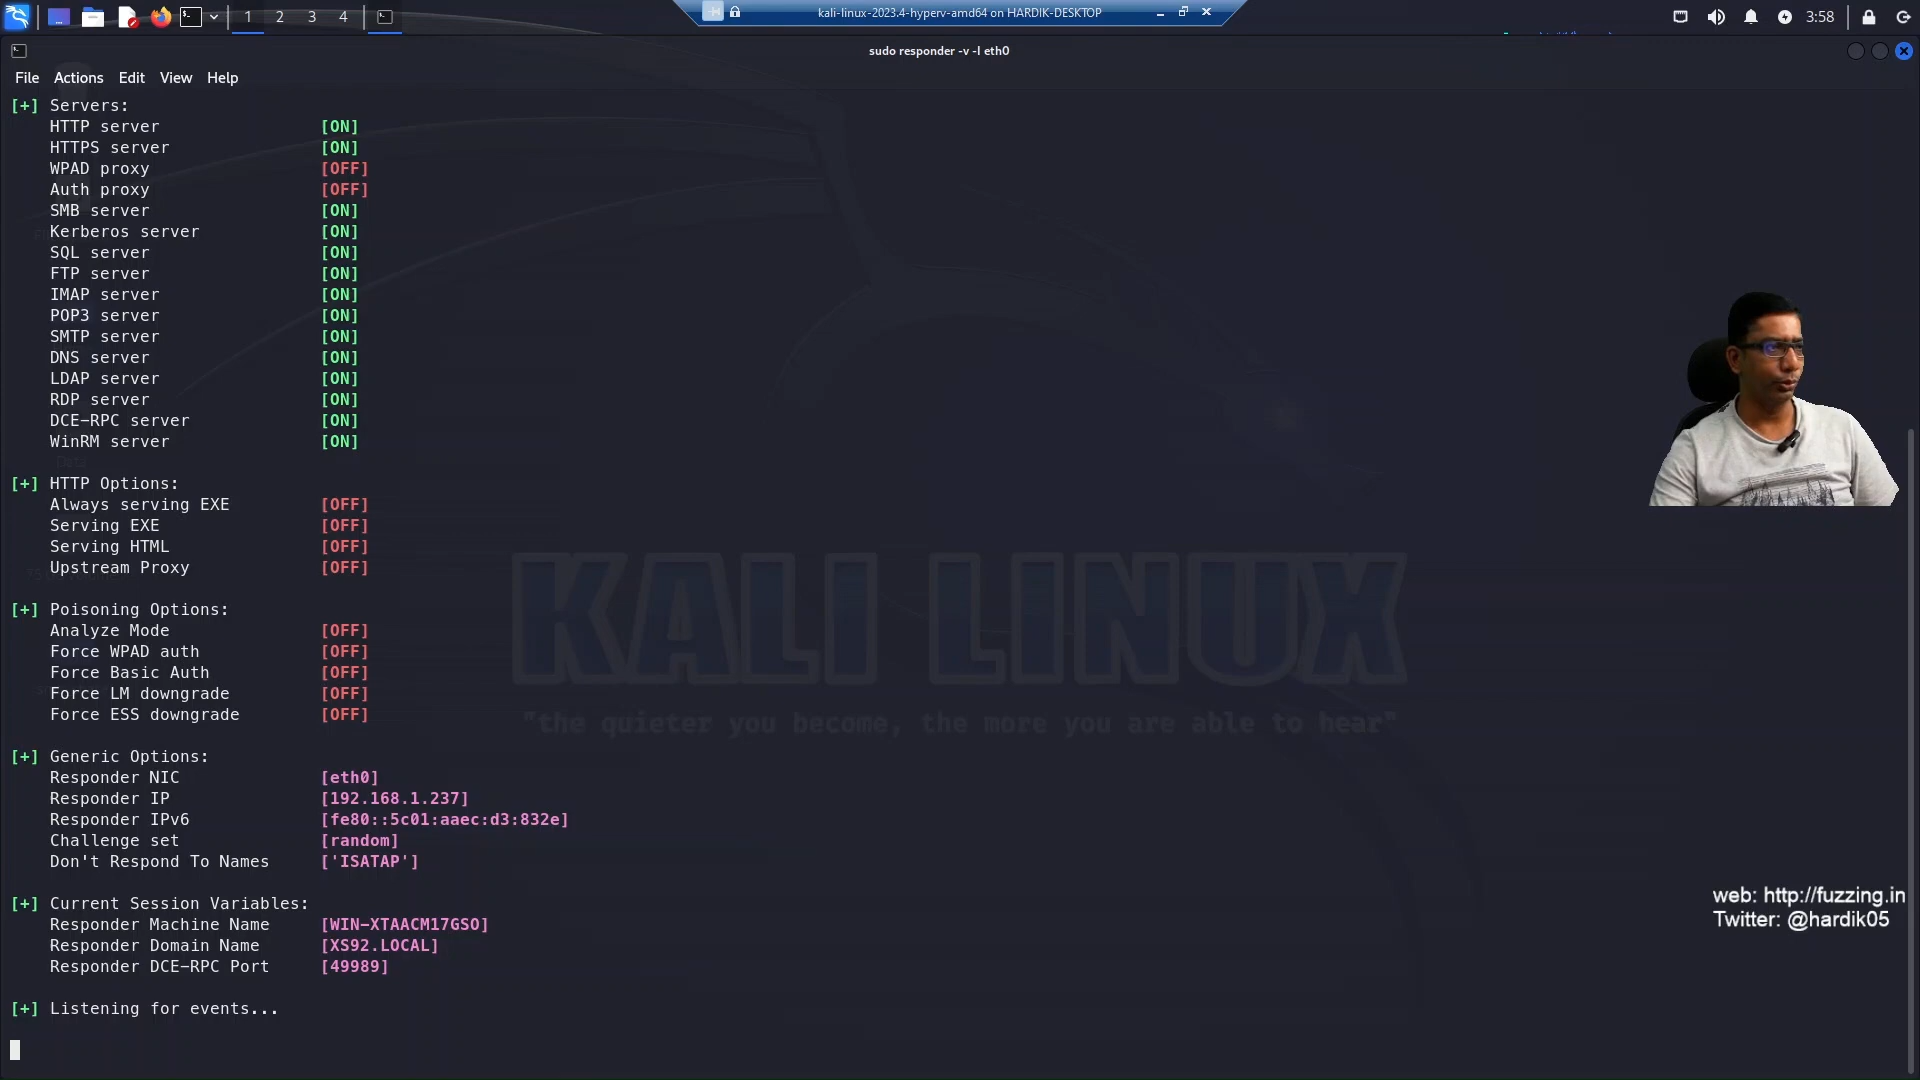 1 2 3 4
kali-linux-2023.4-hyperv-amd64 on HARDIK-DESKTOP
3:58
sudo responder -v -I eth0
File Actions Edit View Help
[+] Servers:
HTTP server [ON]
HTTPS server [ON]
WPAD proxy [OFF]
Auth proxy [OFF]
SMB server [ON]
Kerberos server [ON]
SQL server [ON]
FTP server [ON]
IMAP server [ON]
POP3 server [ON]
SMTP server [ON]
DNS server [ON]
LDAP server [ON]
RDP server [ON]
DCE-RPC server [ON]
WinRM server [ON]
[+] HTTP Options:
Always serving EXE [OFF]
Serving EXE [OFF]
Serving HTML [OFF]
Upstream Proxy [OFF]
[+] Poisoning Options:
Analyze Mode [OFF]
Force WPAD auth [OFF]
Force Basic Auth [OFF]
Force LM downgrade [OFF]
Force ESS downgrade [OFF]
KALI LINUX
"the quieter you become, the more you are able to hear"
[+] Generic Options:
Responder NIC [eth0]
Responder IP [192.168.1.237]
Responder IPv6 [fe80::5c01:aaec:d3:832e]
Challenge set [random]
Don't Respond To Names ['ISATAP']
[+] Current Session Variables:
Responder Machine Name [WIN-XTAACM17GSO]
Responder Domain Name [XS92.LOCAL]
Responder DCE-RPC Port [49989]
[+] Listening for events...
web: http://fuzzing.in
Twitter: @hardik05